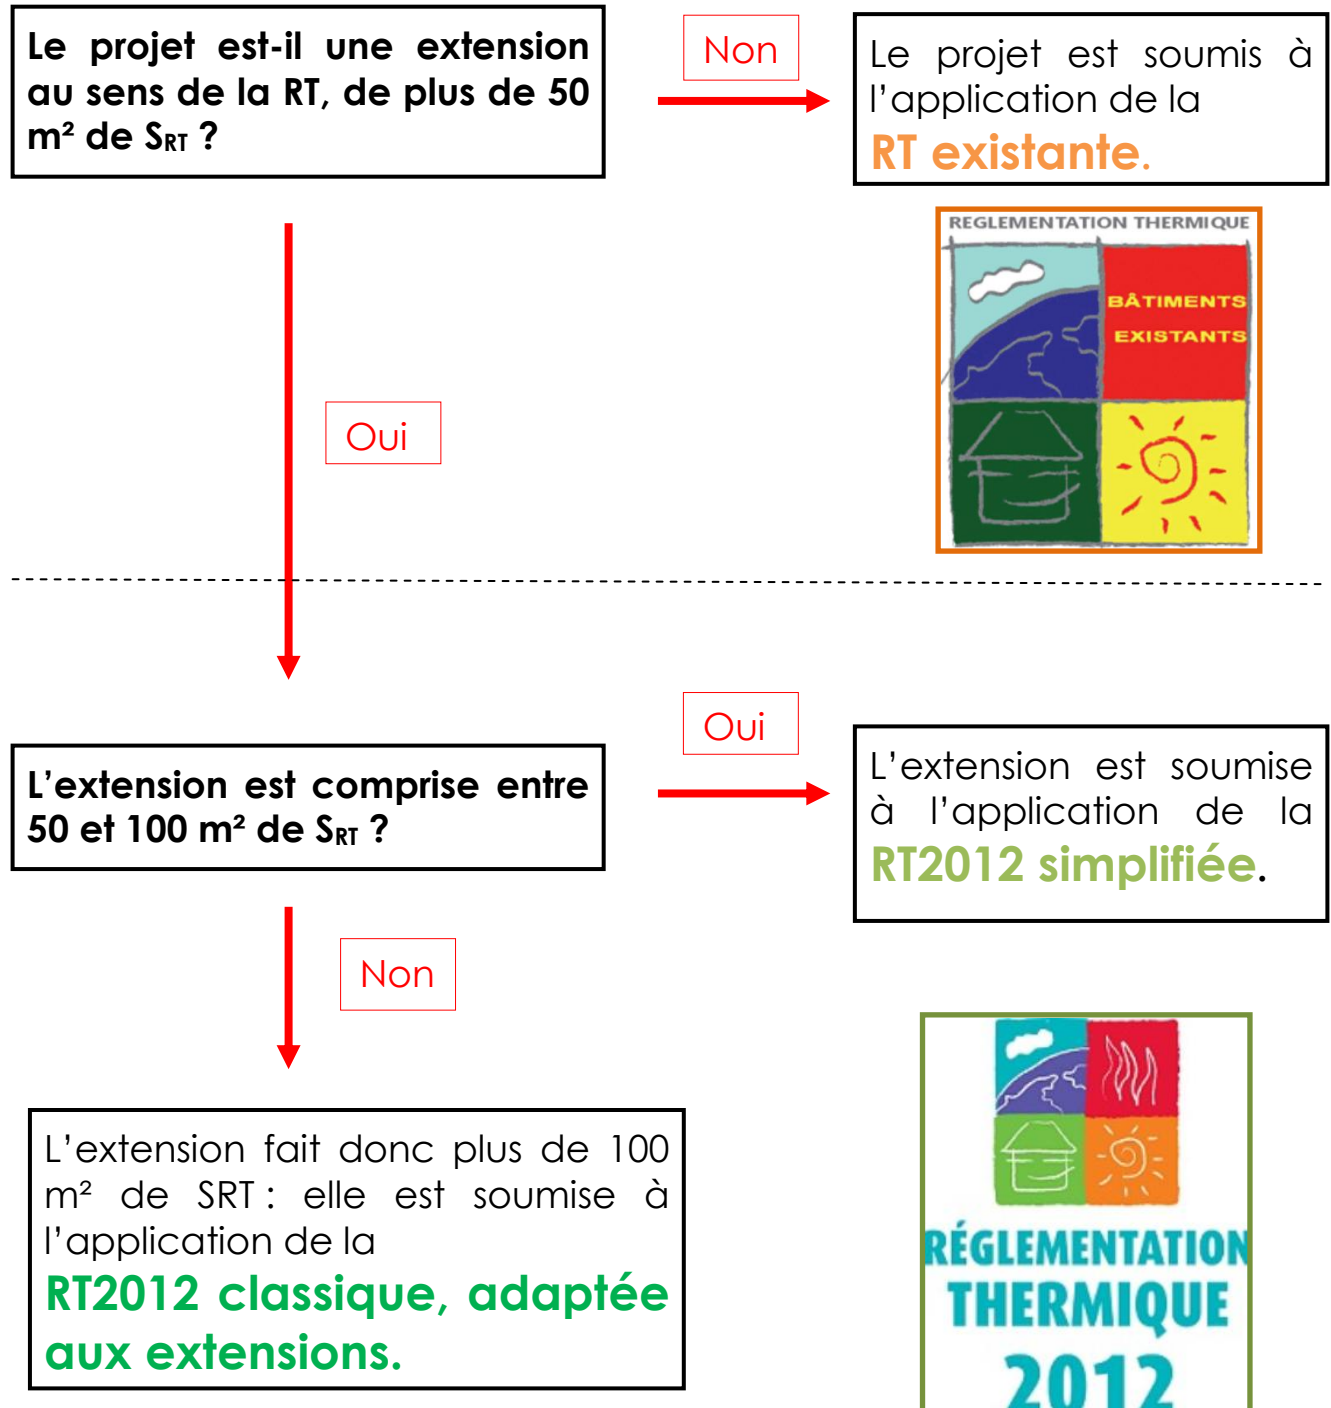 Le projet est-il une extension
au sens de la RT, de plus de 50
m² de SRT ?
Non
Le projet est soumis à
l’application de la
RT existante.
REGLEMENTATION THERMIQUE
BÂTIMENTS
EXISTANTS
Oui
L’extension est comprise entre
50 et 100 m² de SRT ?
Oui
L’extension est soumise
à l’application de la
RT2012 simplifiée.
Non
L’extension fait donc plus de 100
m² de SRT : elle est soumise à
l’application de la
RT2012 classique, adaptée
aux extensions.
RÉGLEMENTATION
THERMIQUE
2012